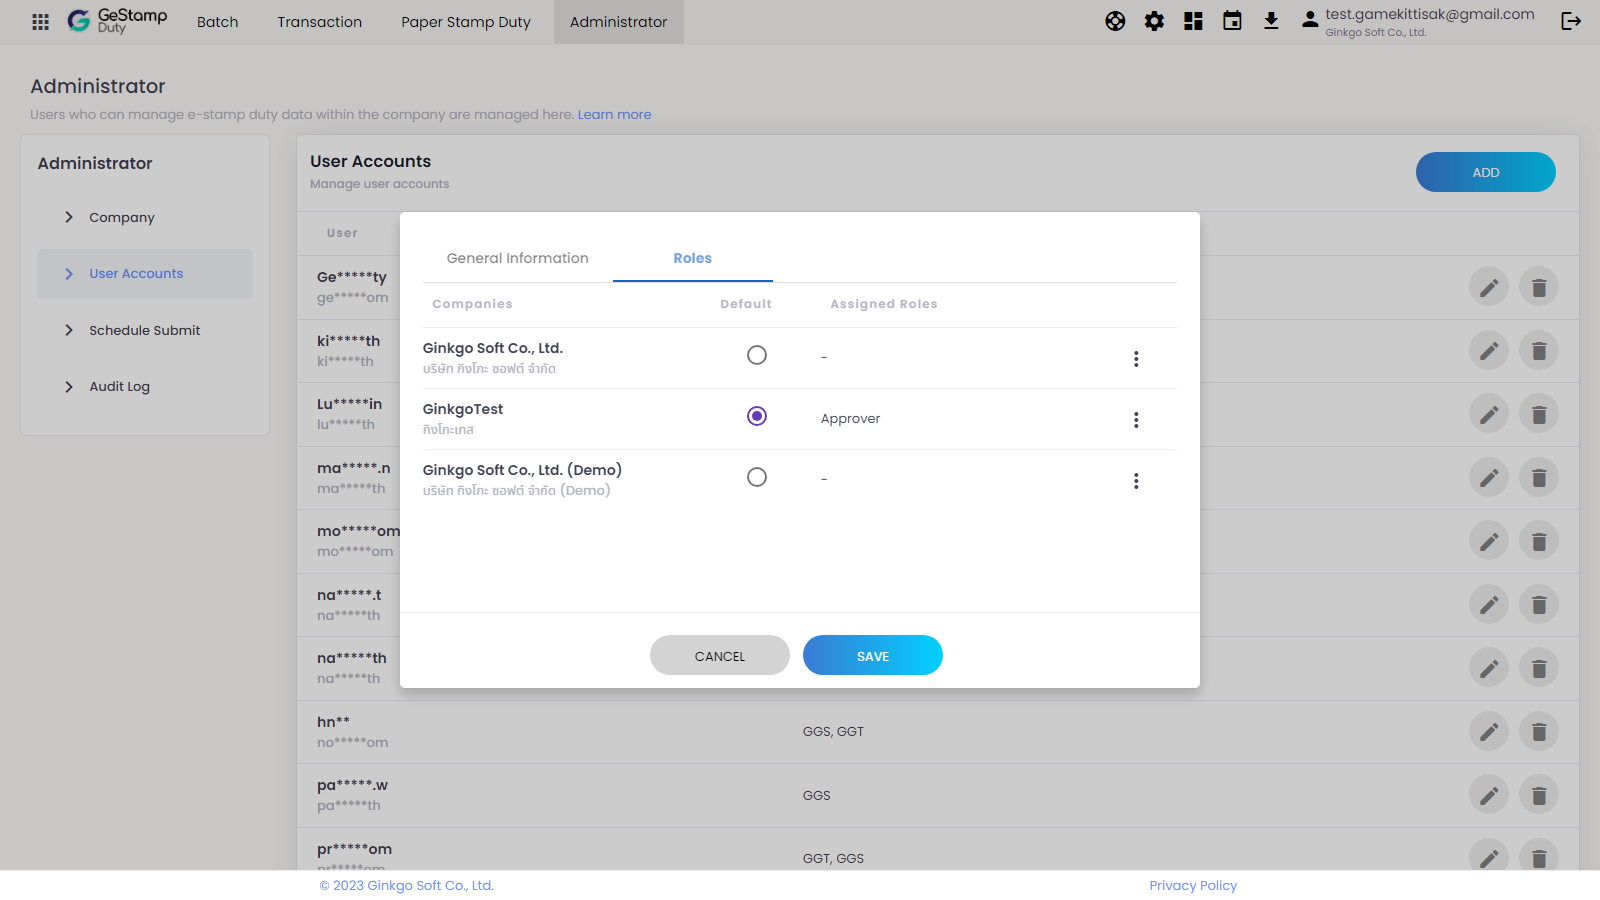 GeStamp
Duty
Batch
Transaction
Paper Stamp Duty
Administrator
test.gamekittisak@gmail.com
Ginkgo Soft Co., Ltd.
Administrator
Users who can manage e-stamp duty data within the company are managed here. Learn more
Administrator
Company
User Accounts
Schedule Submit
Audit Log
User Accounts
Manage user accounts
ADD
User
Ge*****ty
ge*****om
ki*****th
ki*****th
Lu*****in
lu*****th
ma*****.n
ma*****th
mo*****om
mo*****om
na*****.t
na*****th
na*****th
na*****th
hn**
no*****om
GGS, GGT
pa*****.w
pa*****th
GGS
pr*****om
pr*****om
GGT, GGS
General Information
Roles
Companies
Default
Assigned Roles
Ginkgo Soft Co., Ltd.
บริษัท กิงโกะ ซอฟต์ จำกัด
-
GinkgoTest
กิงโกะเทส
Approver
Ginkgo Soft Co., Ltd. (Demo)
บริษัท กิงโกะ ซอฟต์ จำกัด (Demo)
-
CANCEL
SAVE
© 2023 Ginkgo Soft Co., Ltd.
Privacy Policy